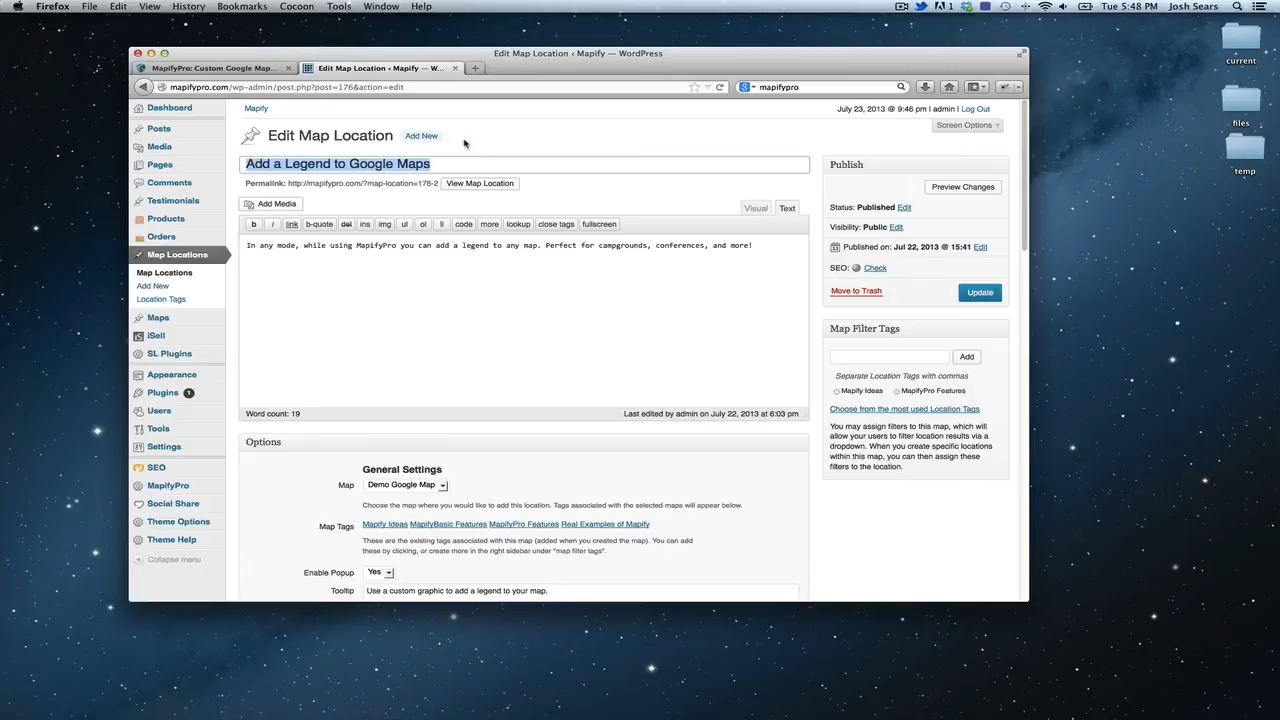 Firefox File Edit View History Bookmarks Cocoon Tools Window Help Tue 5:48 PM Josh Sears
current
files
temp
Edit Map Location ‹ Mapify — WordPress
MapifyPro: Custom Google Map... Edit Map Location ‹ Mapify — W...
mapifypro.com/wp-admin/post.php?post=176&action=edit
mapifypro
Mapify
July 23, 2013 @ 9:46 pm | admin | Log Out
Screen Options
Dashboard
Posts
Media
Pages
Comments
Testimonials
Products
Orders
Map Locations
Map Locations
Add New
Location Tags
Maps
iSell
SL Plugins
Appearance
Plugins 1
Users
Tools
Settings
SEO
MapifyPro
Social Share
Theme Options
Theme Help
Collapse menu
Edit Map Location Add New
Add a Legend to Google Maps
Permalink: http://mapifypro.com/?map-location=176-2 View Map Location
Add Media
Visual Text
b i link b-quote del ins img ul ol li code more lookup close tags fullscreen
In any mode, while using MapifyPro you can add a legend to any map. Perfect for campgrounds, conferences, and more!
Word count: 19 Last edited by admin on July 22, 2013 at 6:03 pm
Options
General Settings
Map Demo Google Map
Choose the map where you would like to add this location. Tags associated with the selected maps will appear below.
Map Tags Mapify Ideas MapifyBasic Features MapifyPro Features Real Examples of Mapify
These are the existing tags associated with this map (added when you created the map). You can add
these by clicking, or create more in the right sidebar under "map filter tags".
Enable Popup Yes
Tooltip Use a custom graphic to add a legend to your map.
Publish
Preview Changes
Status: Published Edit
Visibility: Public Edit
Published on: Jul 22, 2013 @ 15:41 Edit
SEO: Check
Move to Trash Update
Map Filter Tags
Add
Separate Location Tags with commas
Mapify Ideas MapifyPro Features
Choose from the most used Location Tags
You may assign filters to this map, which will
allow your users to filter location results via a
dropdown. When you create specific locations
within this map, you can then assign these
filters to the location.